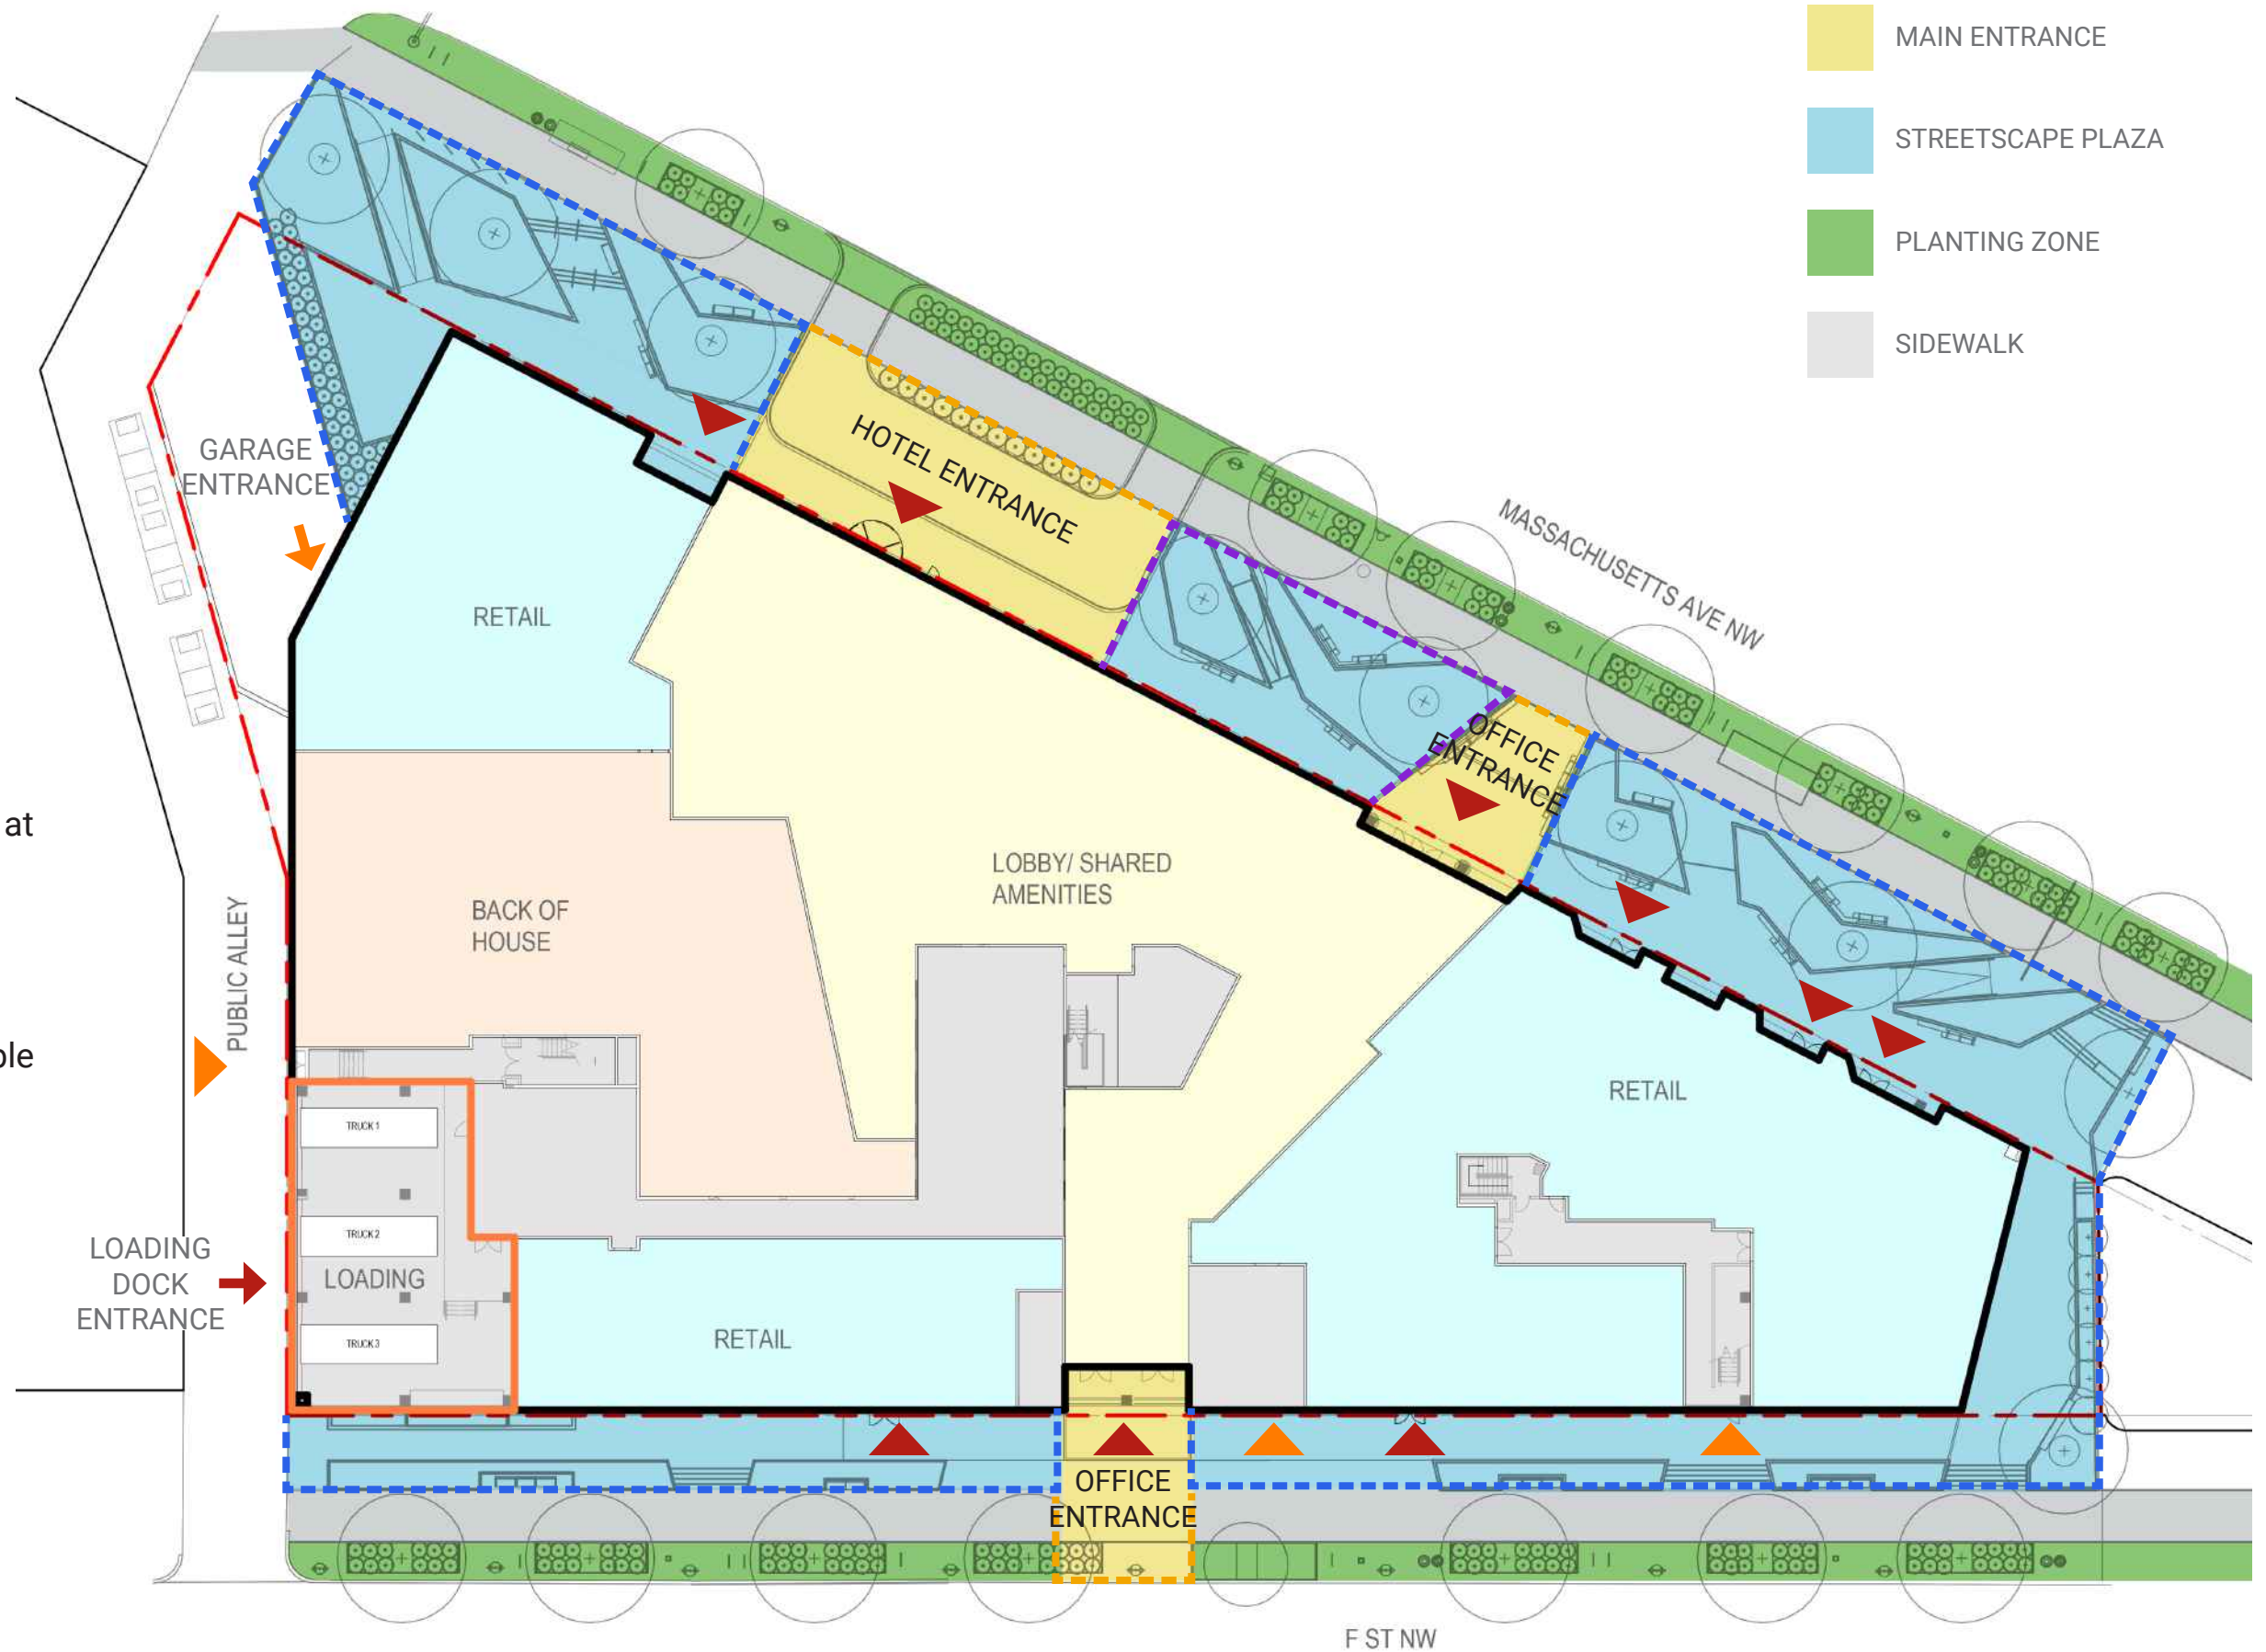 MAIN ENTRANCE
STREETSCAPE PLAZA
PLANTING ZONE
SIDEWALK
GARAGE
ENTRANCE
HOTEL ENTRANCE
MASSACHUSETTS AVE NW
RETAIL
OFFICE
ENTRANCE
at
LOBBY/ SHARED
AMENITIES
BACK OF
HOUSE
PUBLIC ALLEY
ple
RETAIL
TRUCK 1
TRUCK 2
LOADING
DOCK
ENTRANCE
LOADING
TRUCK 3
RETAIL
OFFICE
ENTRANCE
F ST NW